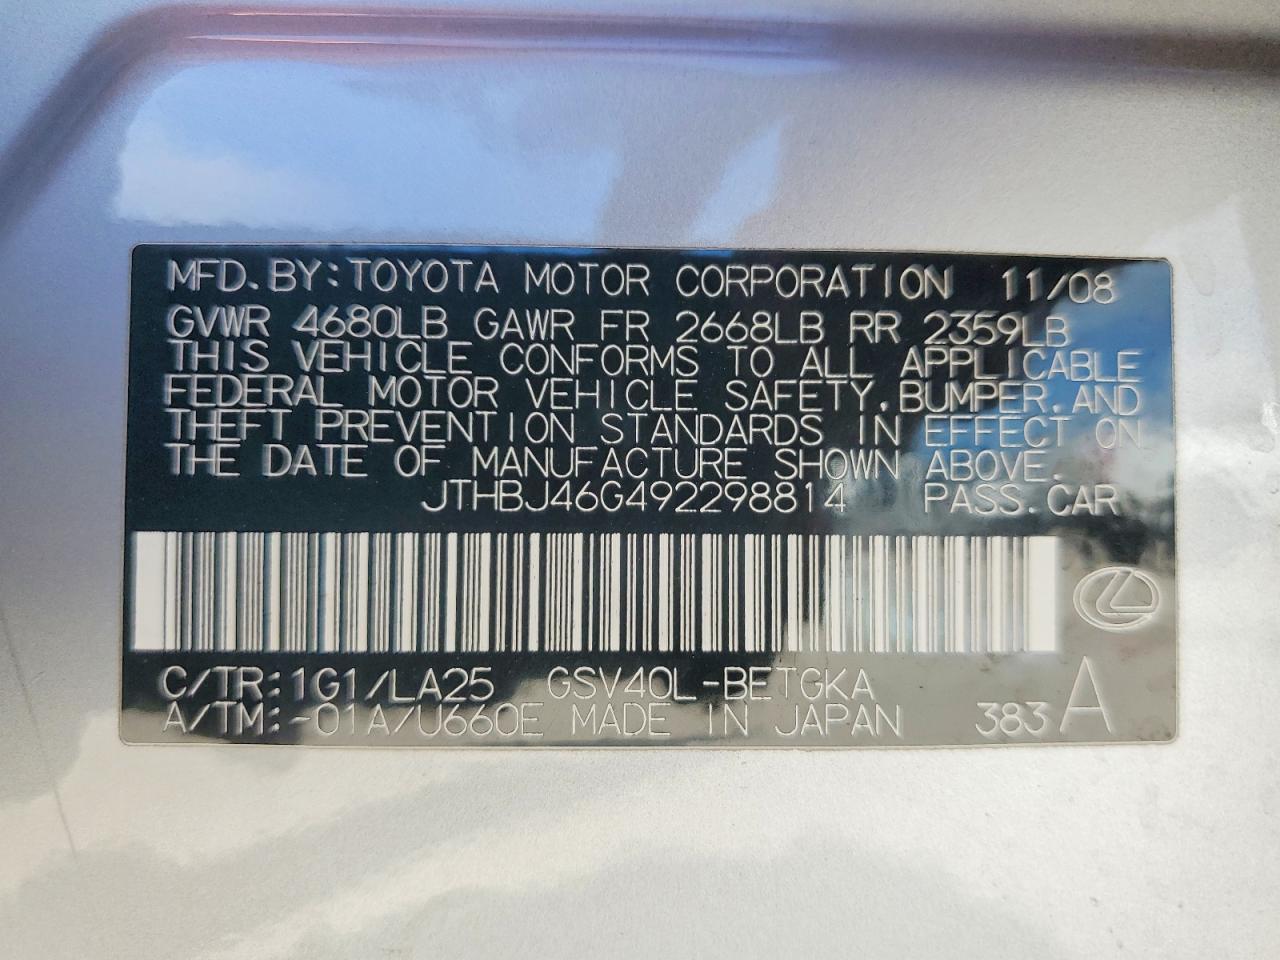 MFD.BY:TOYOTA MOTOR CORPORATION 11/08
GVWR 4680LB GAWR FR 2668LB RR 2359LB
THIS VEHICLE CONFORMS TO ALL APPLICABLE
FEDERAL MOTOR VEHICLE SAFETY,BUMPER,AND
THEFT PREVENTION STANDARDS IN EFFECT ON
THE DATE OF MANUFACTURE SHOWN ABOVE.
JTHBJ46G492298814 PASS.CAR
C/TR:1G1/LA25 GSV40L-BETGKA
A/TM:-01A/U660E MADE IN JAPAN 383 A